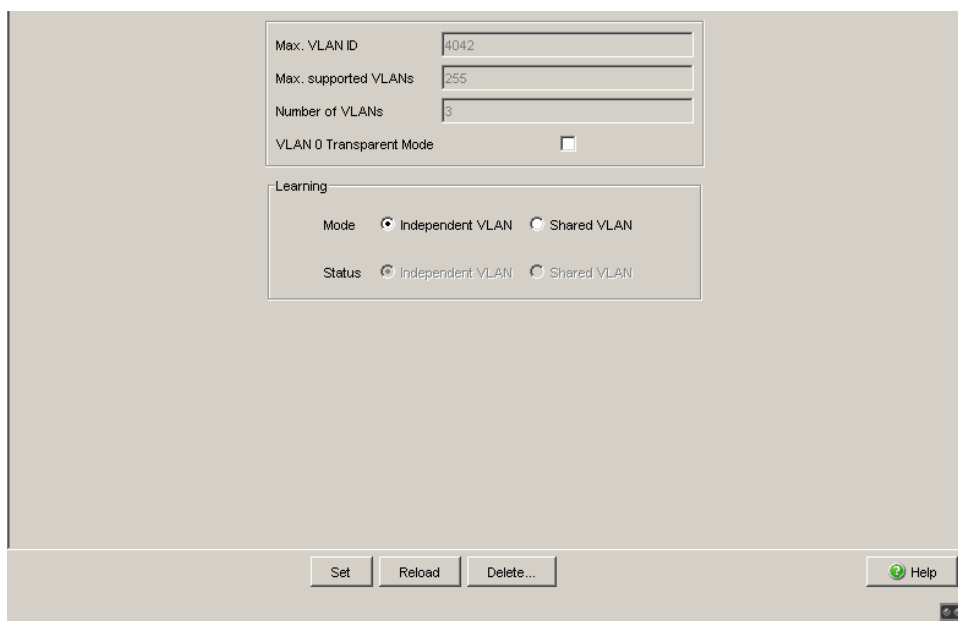 Max. VLAN ID 4042
Max. supported VLANs 255
Number of VLANs 3
VLAN 0 Transparent Mode
Learning
Mode Independent VLAN Shared VLAN
Status Independent VLAN Shared VLAN
Set Reload Delete... Help